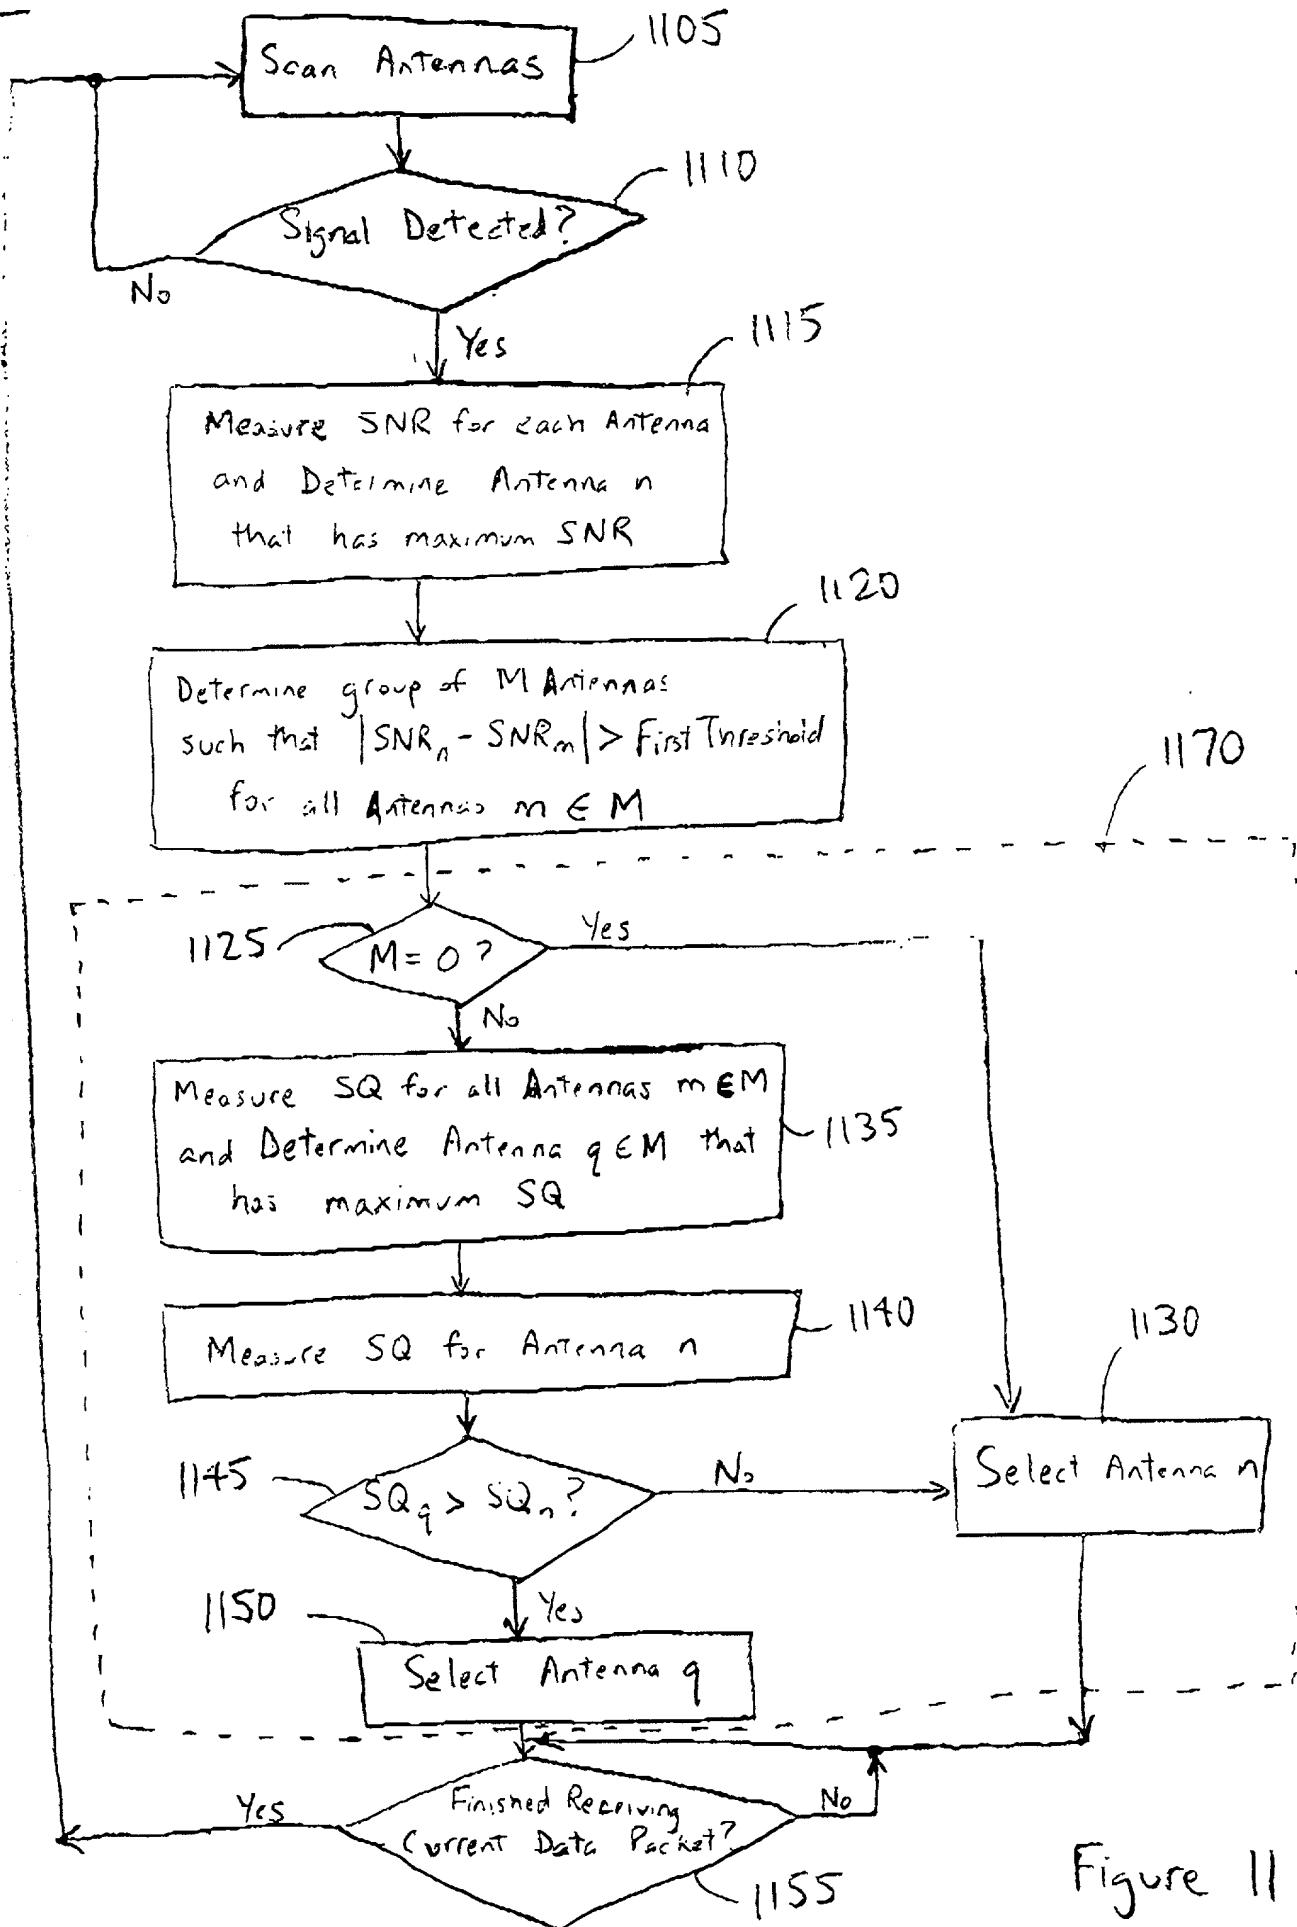 1105
Scan Antennas
1110
Signal Detected?
No
Yes
1115
Measure SNR for each Antenna
and Determine Antenna n
that has maximum SNR
1120
Determine group of M Antennas
such that |SNRn - SNRm| > First Threshold
for all Antennas m ∈ M
1170
1125
M = 0 ?
Yes
No
Measure SQ for all Antennas m ∈ M
and Determine Antenna q ∈ M that
has maximum SQ
1135
1140
Measure SQ for Antenna n
1130
Select Antenna n
1145
SQq > SQn ?
No
Yes
1150
Select Antenna q
Finished Receiving
Current Data Packet?
Yes
No
1155
Figure 11